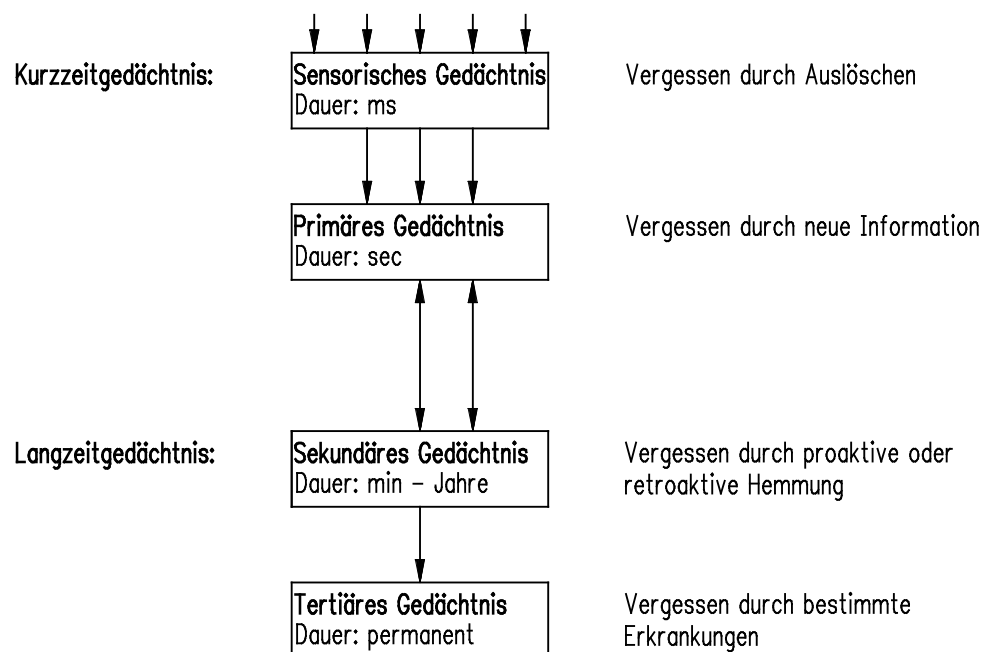 Kurzzeitgedächtnis:
Sensorisches Gedächtnis
Dauer: ms
Vergessen durch Auslöschen
Primäres Gedächtnis
Dauer: sec
Vergessen durch neue Information
Langzeitgedächtnis:
Sekundäres Gedächtnis
Dauer: min – Jahre
Vergessen durch proaktive oder
retroaktive Hemmung
Tertiäres Gedächtnis
Dauer: permanent
Vergessen durch bestimmte
Erkrankungen